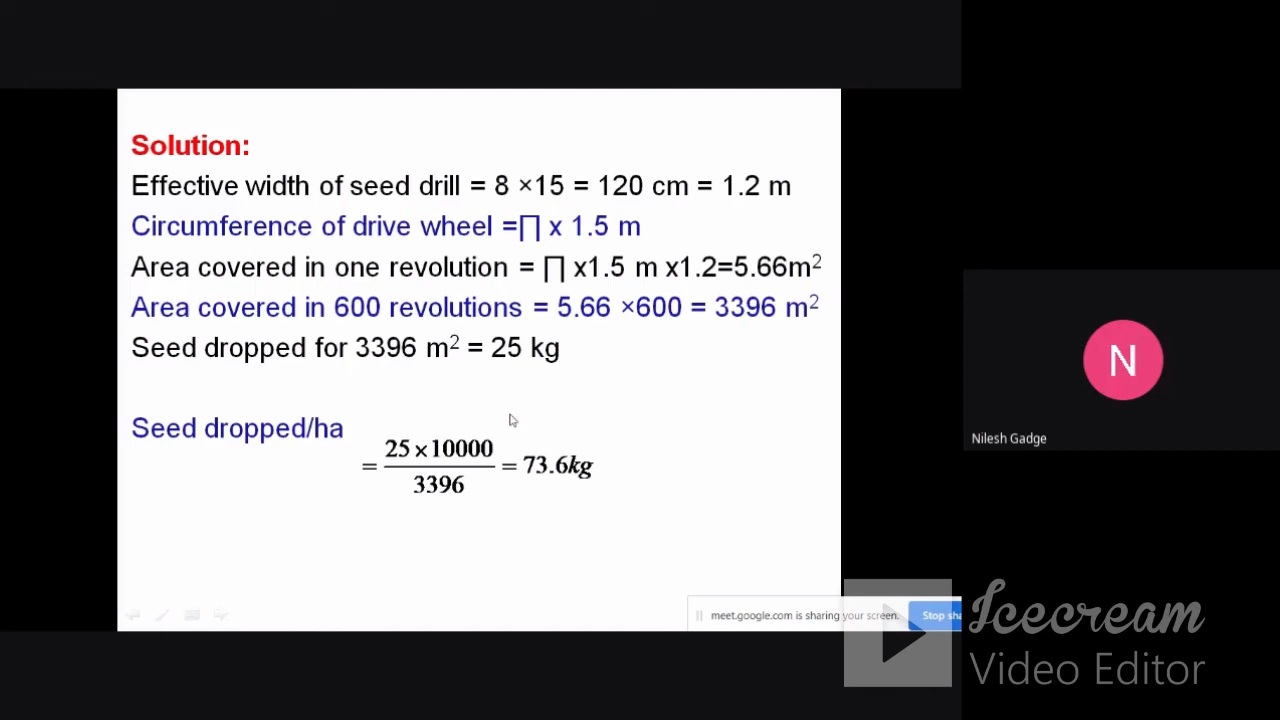 Solution:
Effective width of seed drill = 8 ×15 = 120 cm = 1.2 m
Circumference of drive wheel =∏ x 1.5 m
Area covered in one revolution = ∏ x1.5 m x1.2=5.66m²
Area covered in 600 revolutions = 5.66 ×600 = 3396 m²
Seed dropped for 3396 m² = 25 kg
Seed dropped/ha
= 25×10000 / 3396 = 73.6kg
N
Nilesh Gadge
meet.google.com is sharing your screen.
Stop sha
Icecream
Video Editor